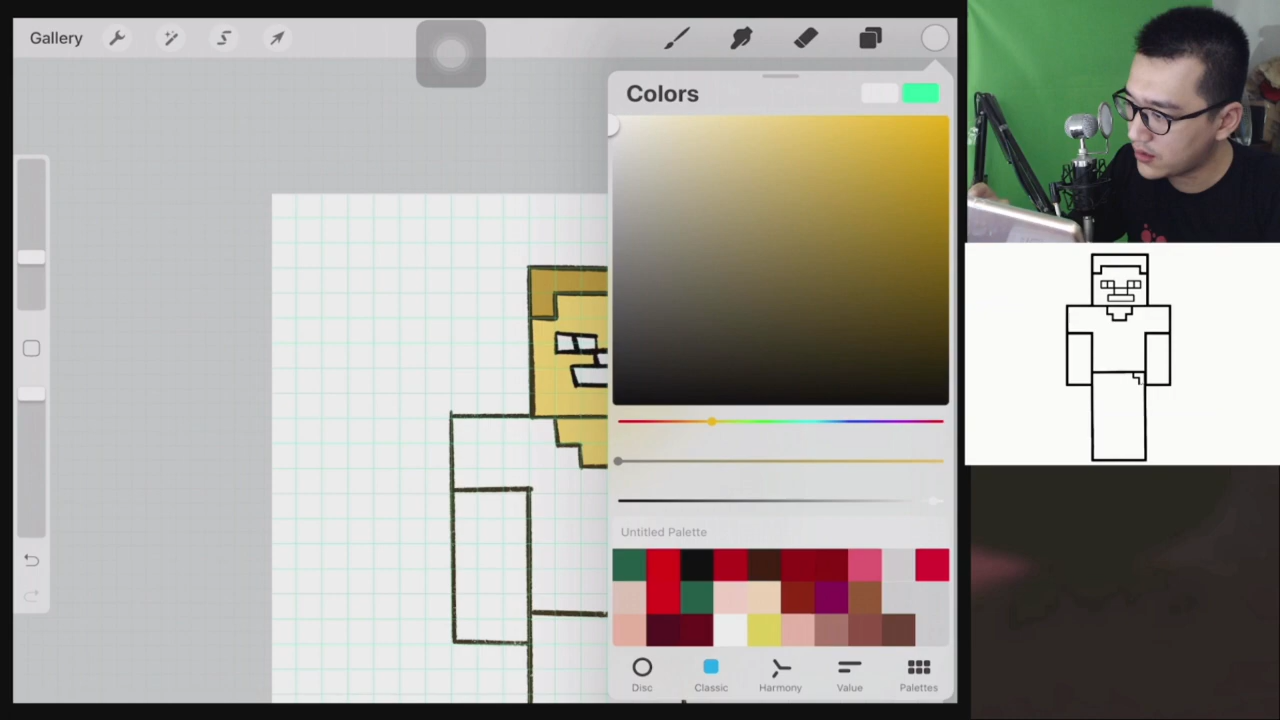 Gallery
Colors
Untitled Palette
Disc
Classic
Harmony
Value
Palettes